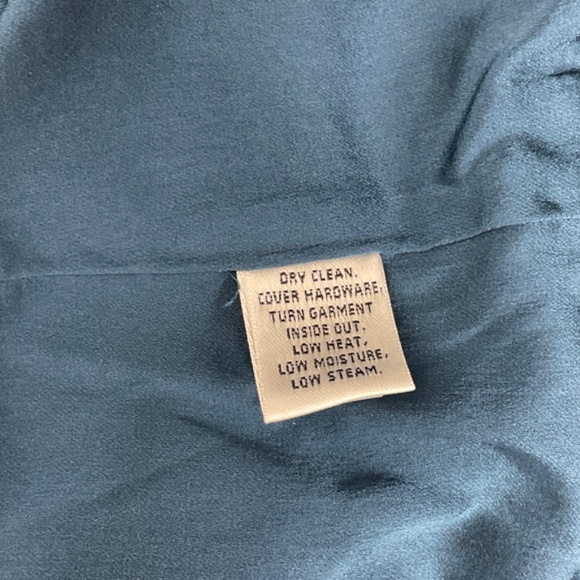 DRY CLEAN.
COVER HARDWARE,
TURN GARMENT
INSIDE OUT.
LOW HEAT,
LOW MOISTURE,
LOW STEAM.